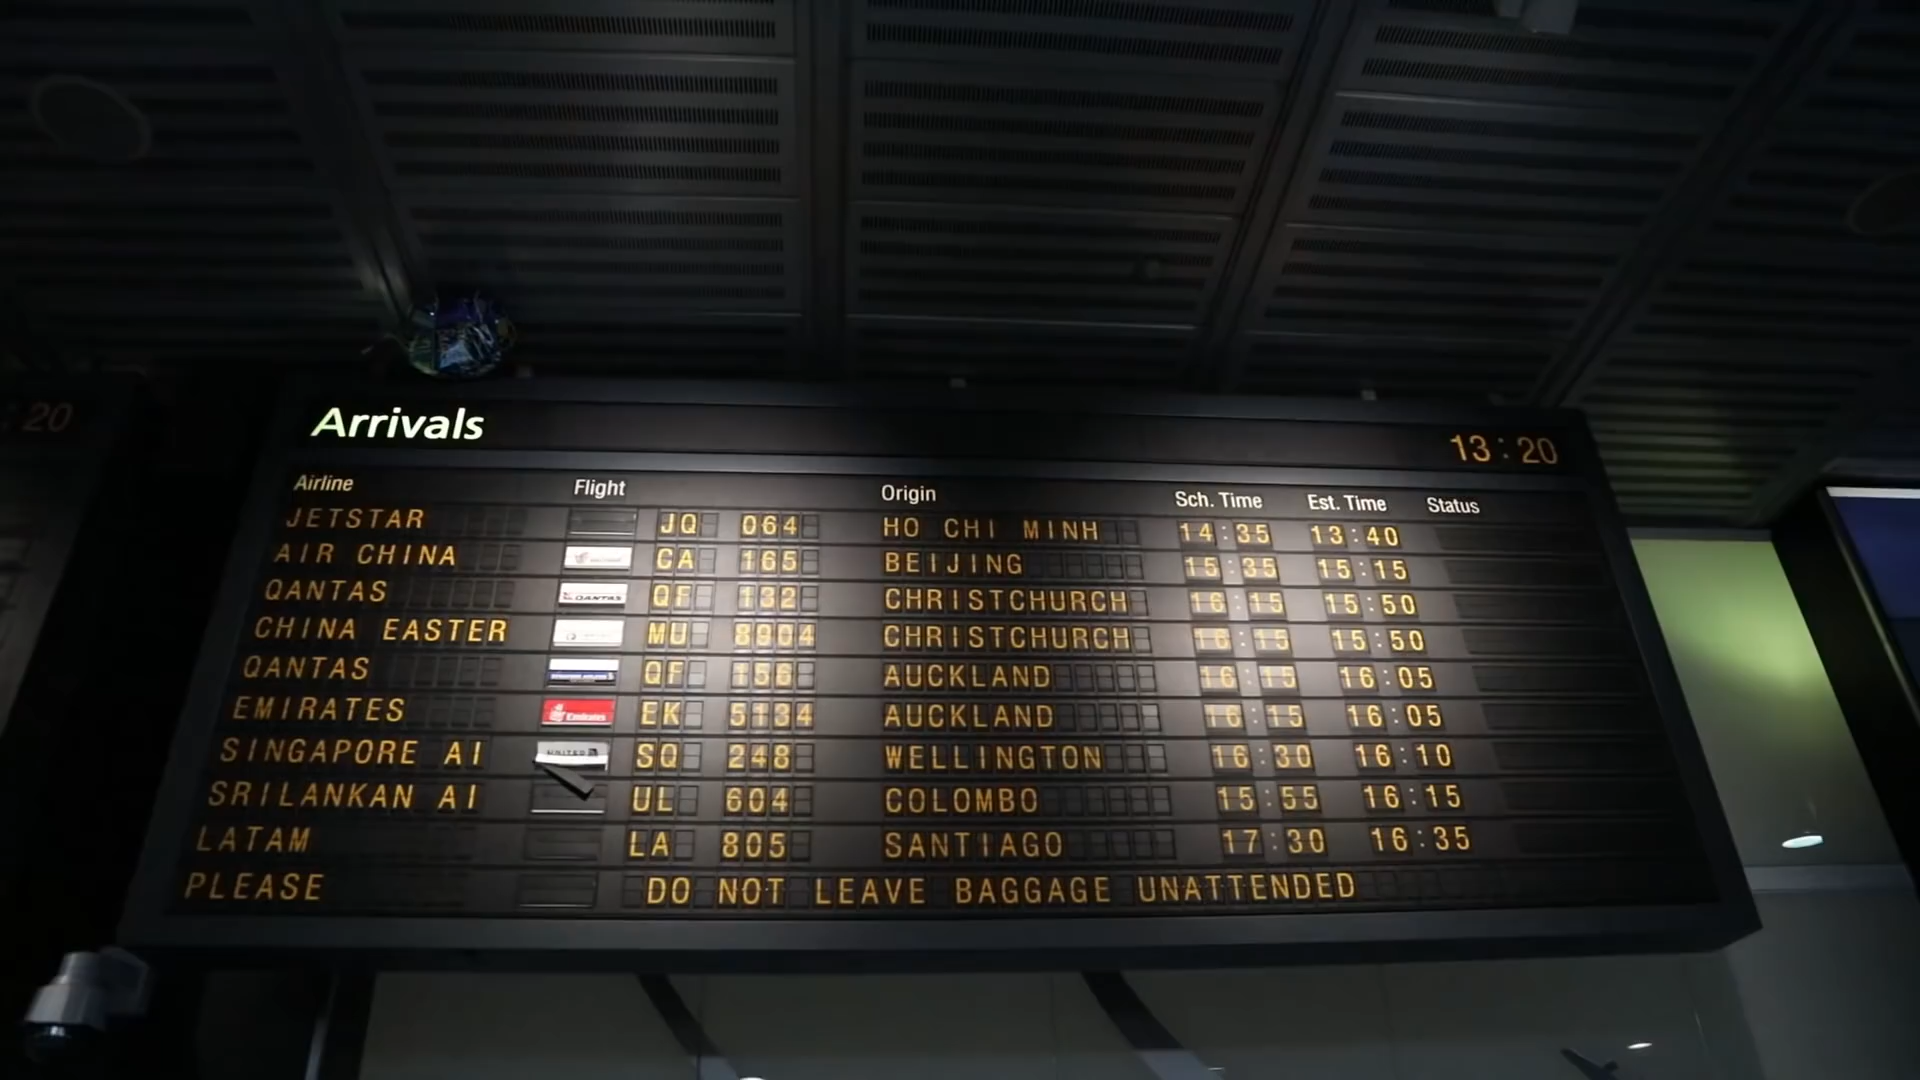 :20
Arrivals 13:20
Airline Flight Origin Sch. Time Est. Time Status
JETSTAR JQ 064 HO CHI MINH 14:35 13:40
AIR CHINA CA 165 BEIJING 15:35 15:15
QANTAS QANTAS QF 132 CHRISTCHURCH 16:15 15:50
CHINA EASTER MU 8904 CHRISTCHURCH 16:15 15:50
QANTAS QF 156 AUCKLAND 16:15 16:05
EMIRATES Emirates EK 5134 AUCKLAND 16:15 16:05
SINGAPORE AI UNITED SQ 248 WELLINGTON 16:30 16:10
SRILANKAN AI UL 604 COLOMBO 15:55 16:15
LATAM LA 805 SANTIAGO 17:30 16:35
PLEASE DO NOT LEAVE BAGGAGE UNATTENDED